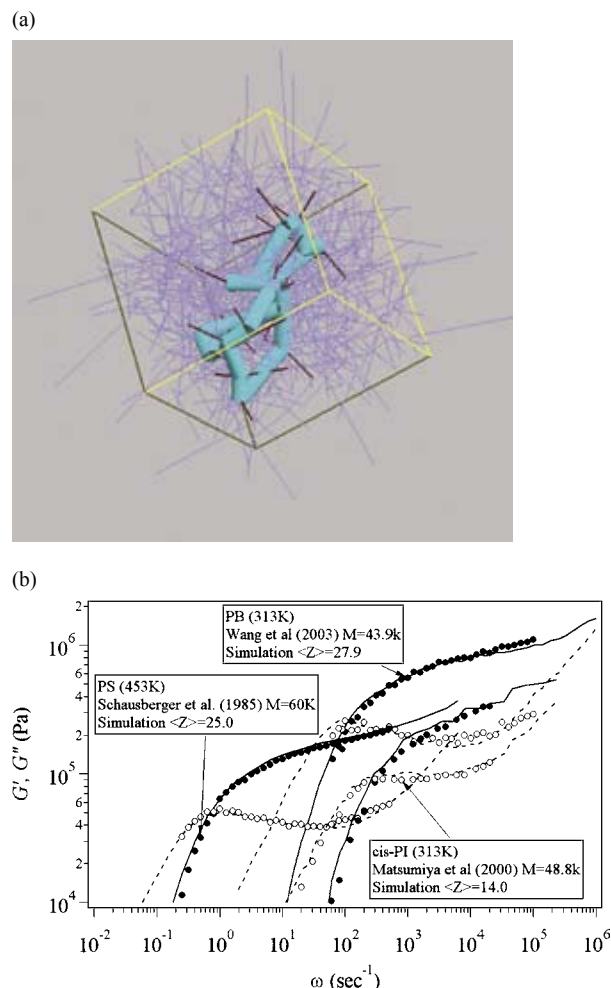 (a)
(b)
PB (313K)
Wang et al (2003) M=43.9k
Simulation <Z>=27.9
PS (453K)
Schausberger et al. (1985) M=60K
Simulation <Z>=25.0
cis-PI (313K)
Matsumiya et al (2000) M=48.8k
Simulation <Z>=14.0
G', G" (Pa)
2
10⁶
8
6
4
2
10⁵
8
6
4
2
10⁴
10⁻² 10⁻¹ 10⁰ 10¹ 10² 10³ 10⁴ 10⁵ 10⁶
ω (sec⁻¹)